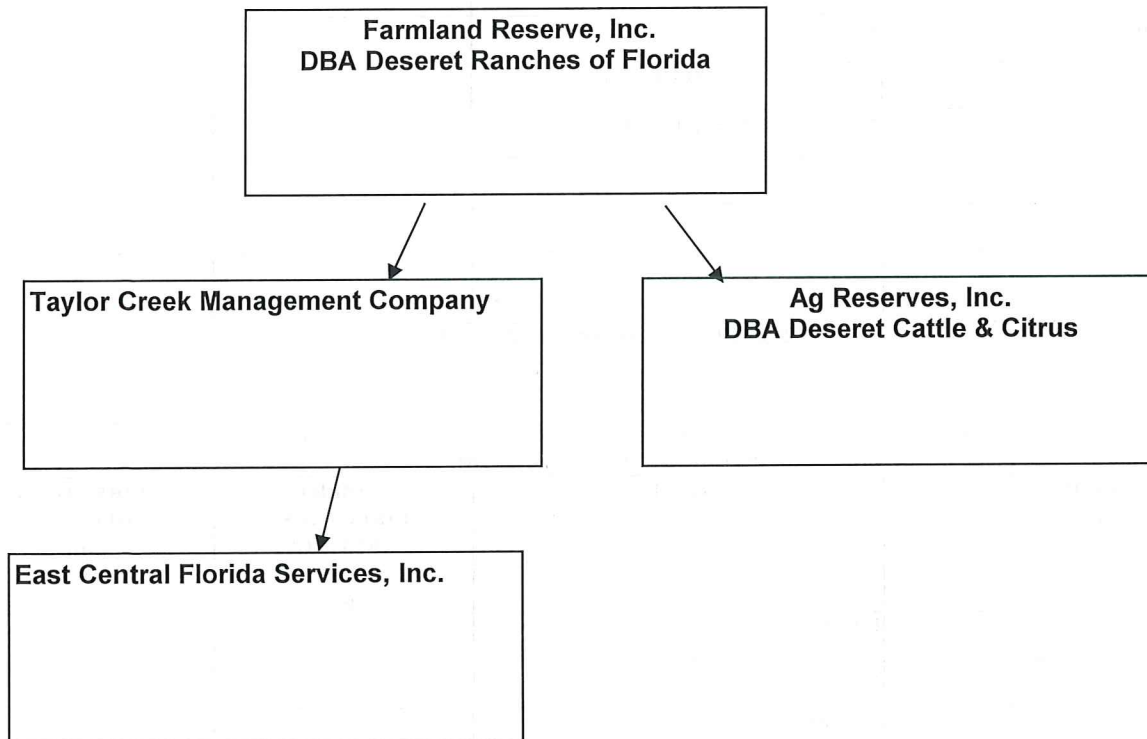 Farmland Reserve, Inc.
DBA Deseret Ranches of Florida
Taylor Creek Management Company
Ag Reserves, Inc.
DBA Deseret Cattle & Citrus
East Central Florida Services, Inc.